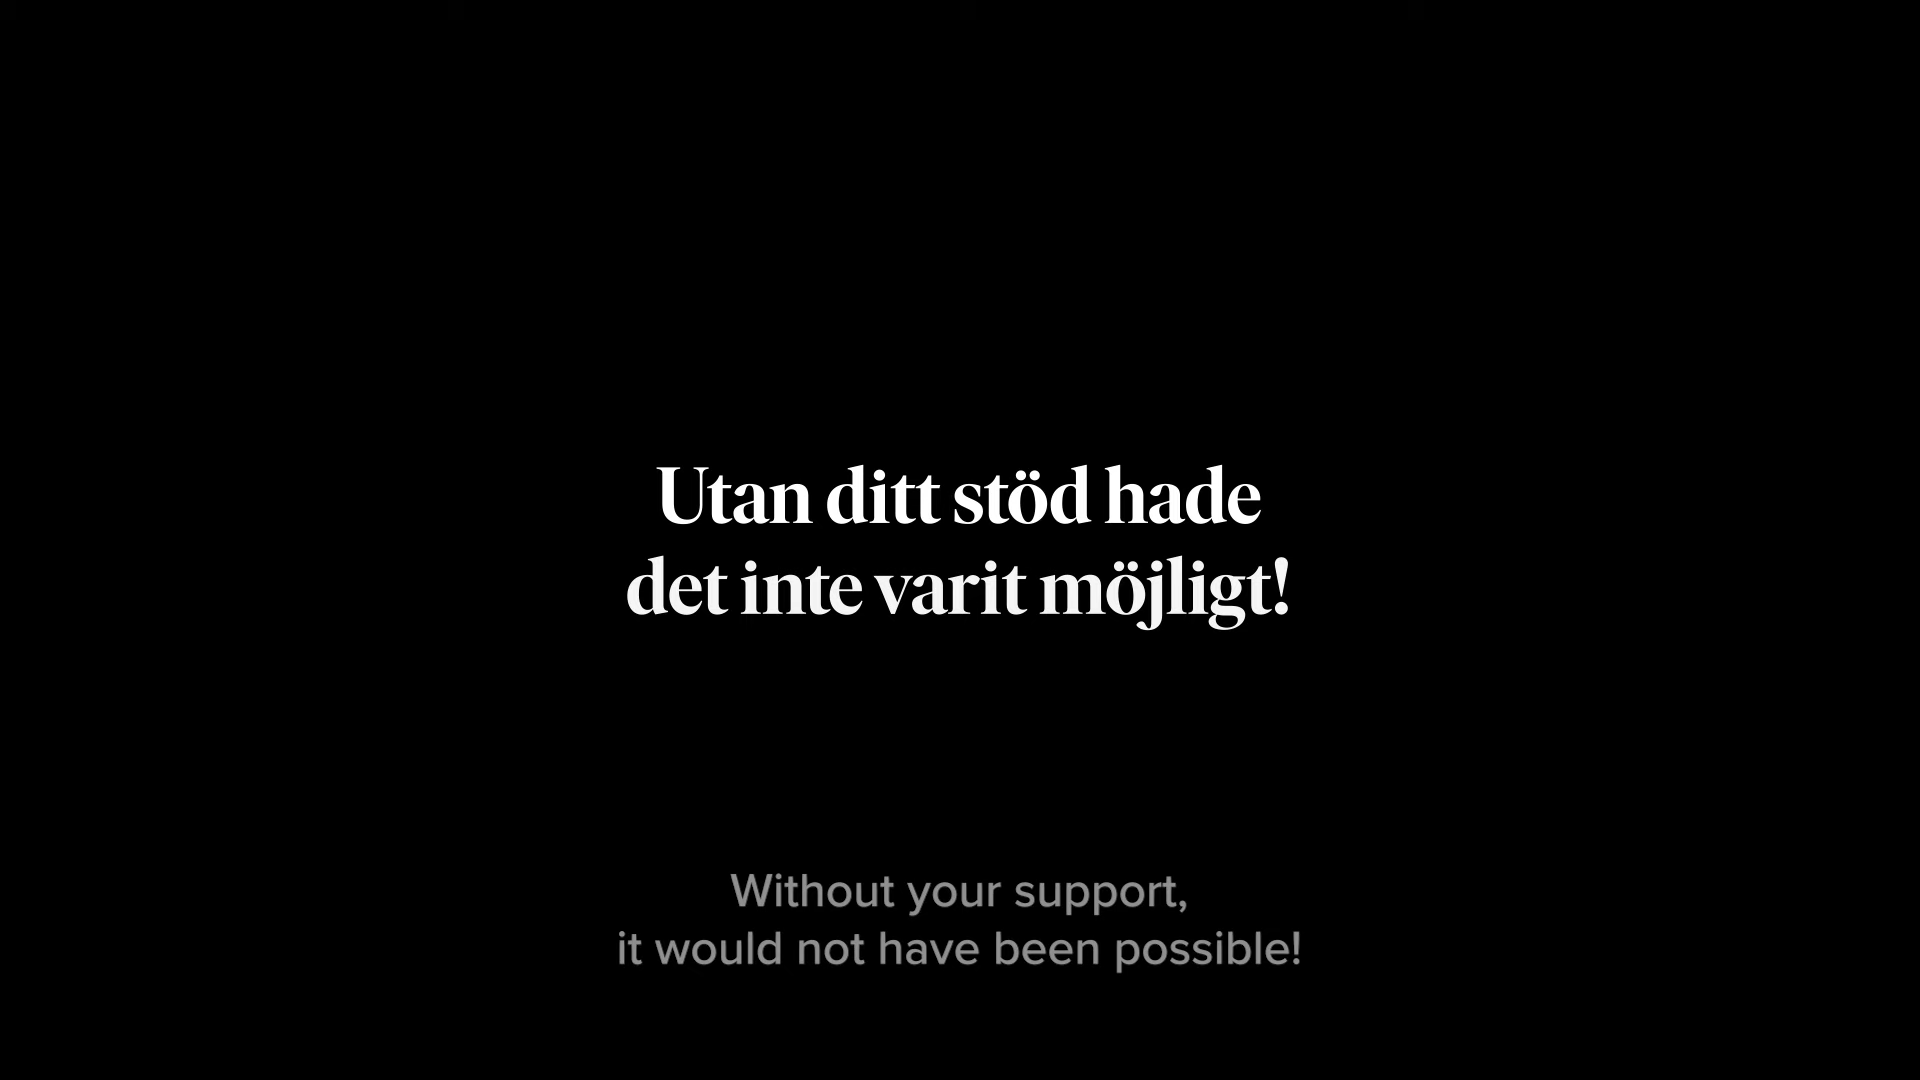 Utan ditt stöd hade
det inte varit möjligt!
Without your support,
it would not have been possible!